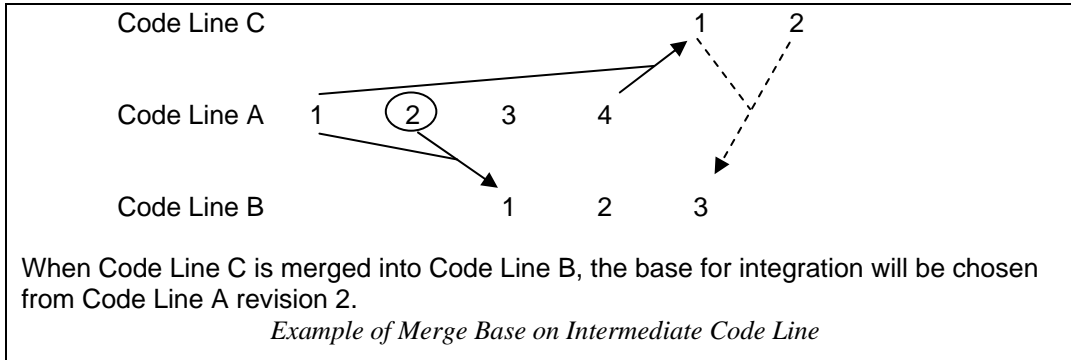 Code Line C 1 2
Code Line A 1 2 3 4
Code Line B 1 2 3
When Code Line C is merged into Code Line B, the base for integration will be chosen
from Code Line A revision 2.
Example of Merge Base on Intermediate Code Line